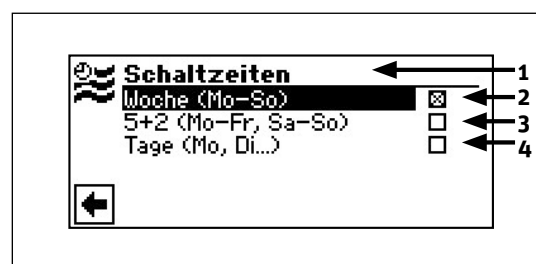 Schaltzeiten 1
Woche (Mo-So) 2
5+2 (Mo-Fr, Sa-So) 3
Tage (Mo, Di...) 4